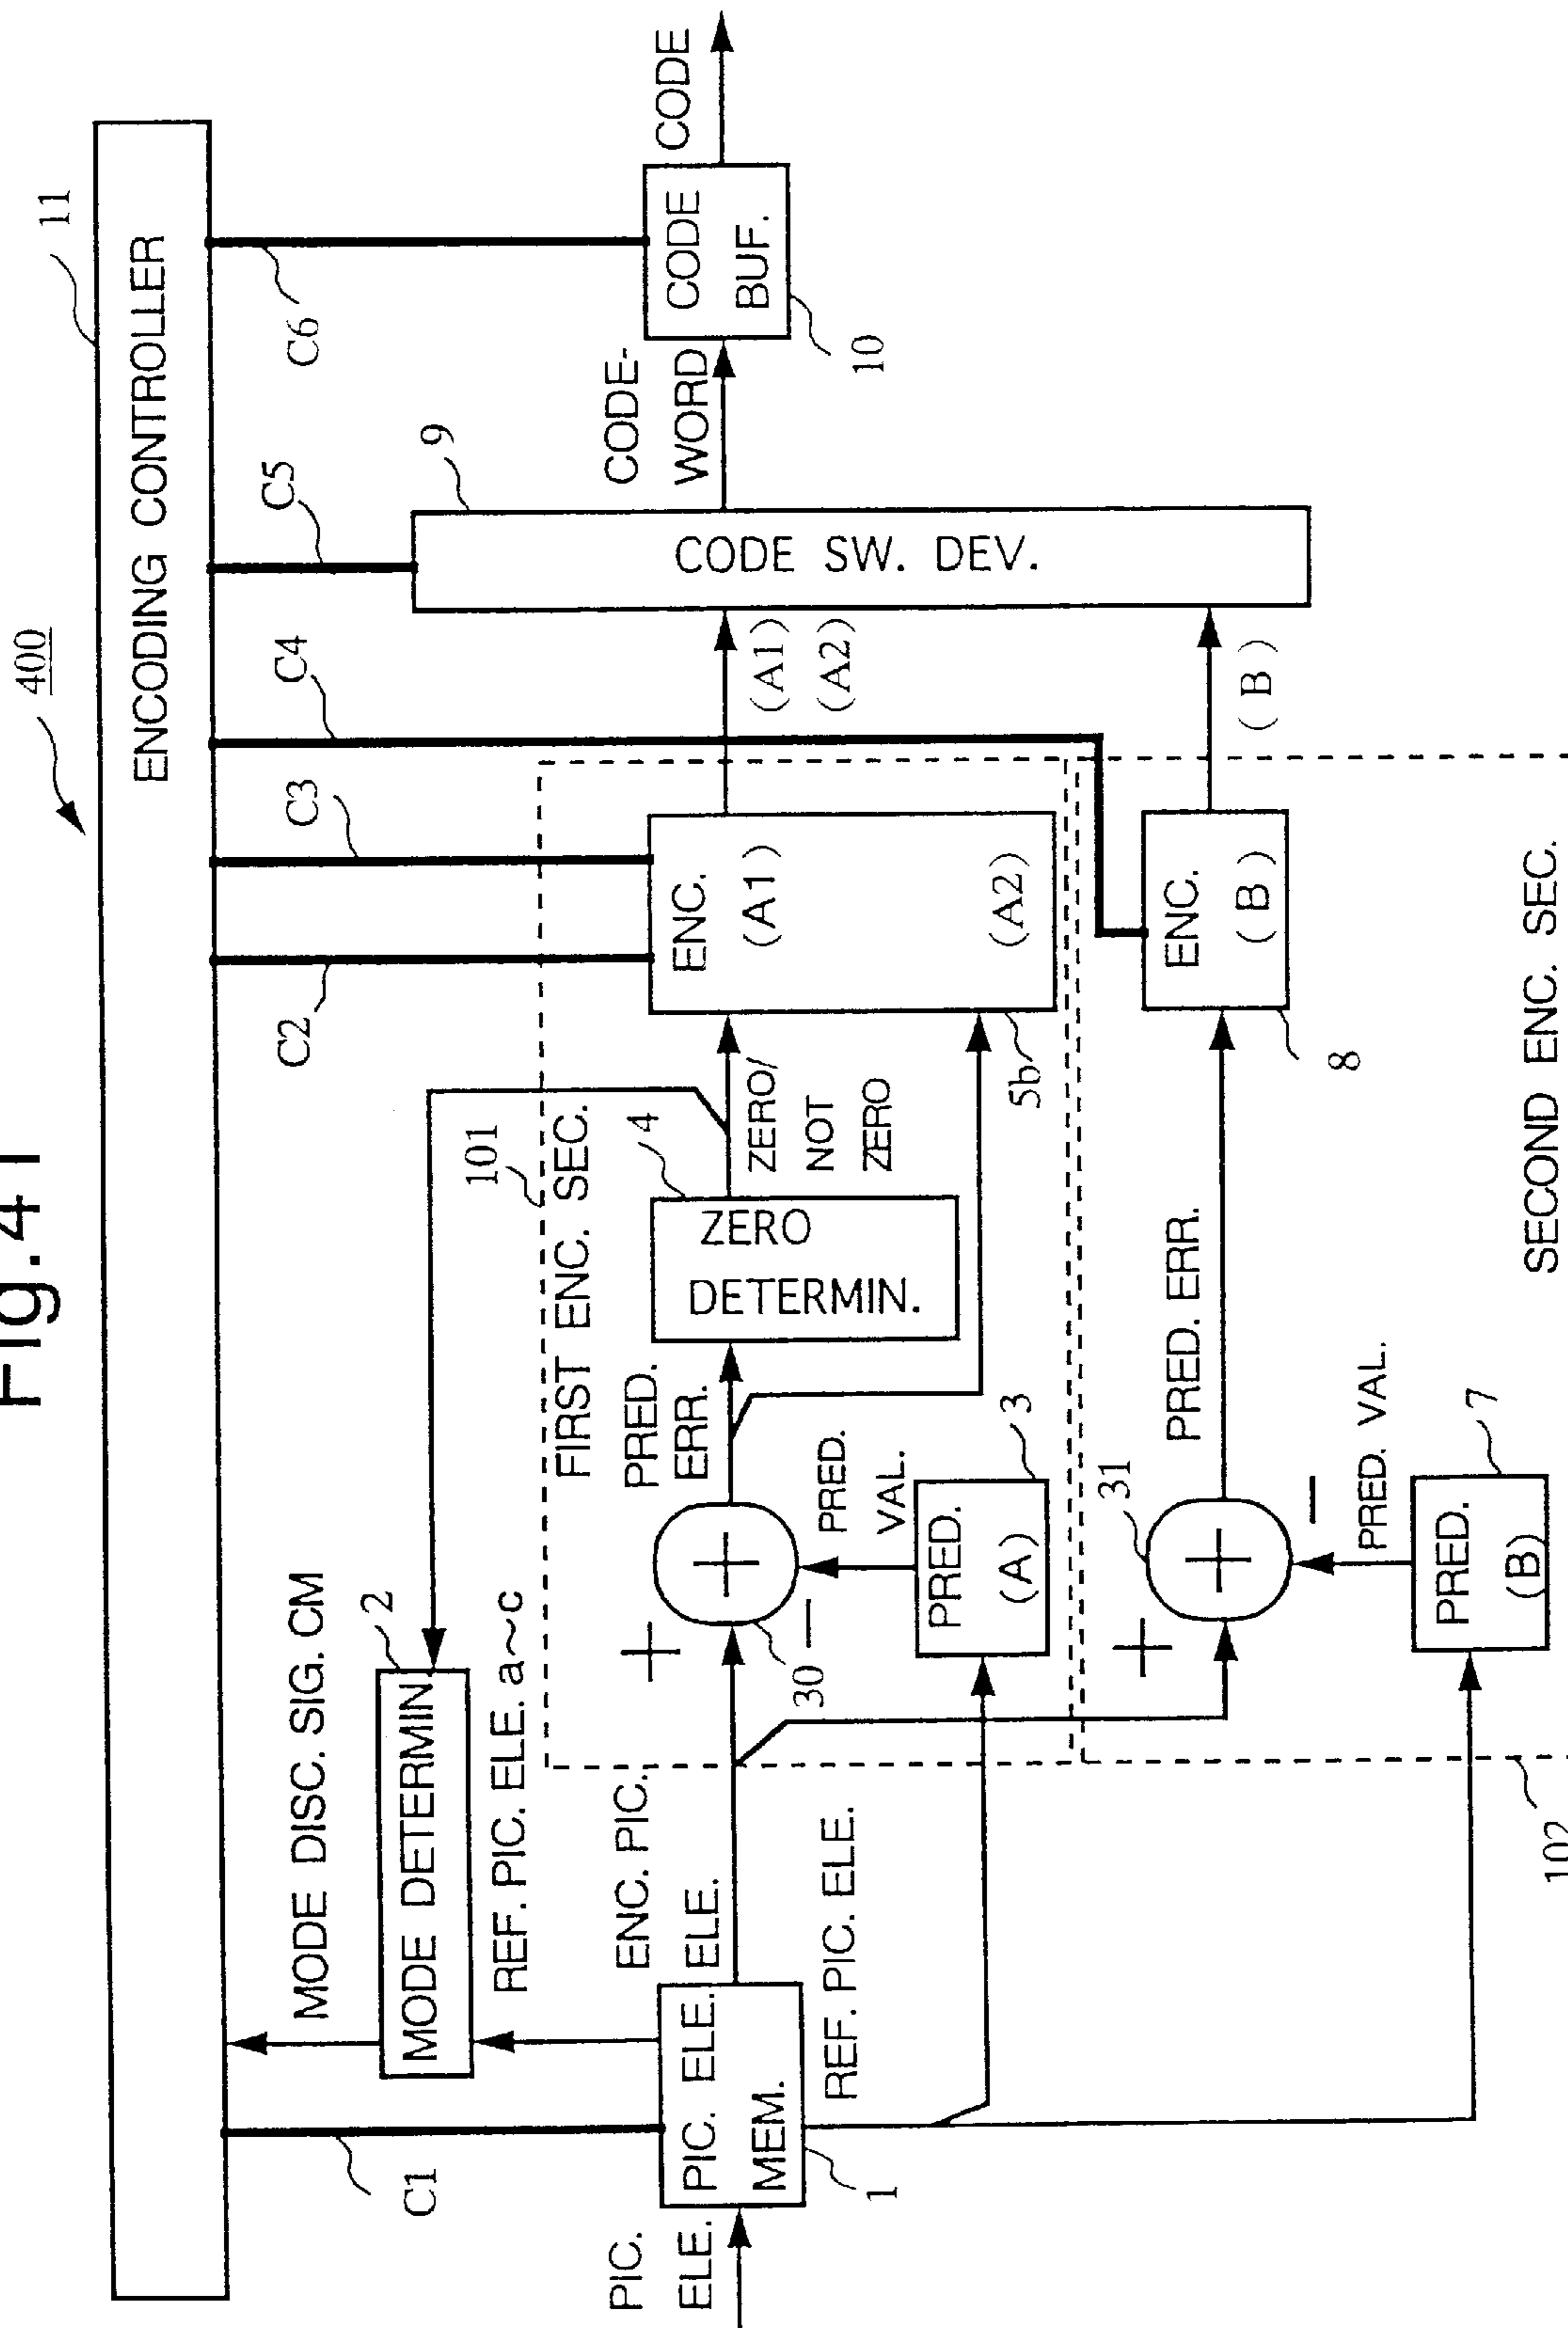 Fig. 41
400
11
ENCODING CONTROLLER
C1
C2
C3
C4
C5
C6
MODE DISC. SIG. CM
2
MODE DETERMIN.
REF. PIC. ELE. a~c
101
FIRST ENC. SEC.
PIC.
ELE.
PIC. ELE.
MEM.
1
ENC. PIC.
ELE.
REF. PIC. ELE.
+
30
−
+
PRED.
ERR.
PRED.
VAL.
PRED.
(A)
3
4
ZERO
DETERMIN.
ZERO/
NOT
ZERO
ENC.
(A1)
(A2)
5b
(A1)
(A2)
9
CODE SW. DEV.
CODE-
WORD
CODE
BUF.
10
CODE
+
31
+
−
PRED. VAL.
PRED.
(B)
7
PRED. ERR.
ENC.
(B)
8
(B)
102
SECOND ENC. SEC.